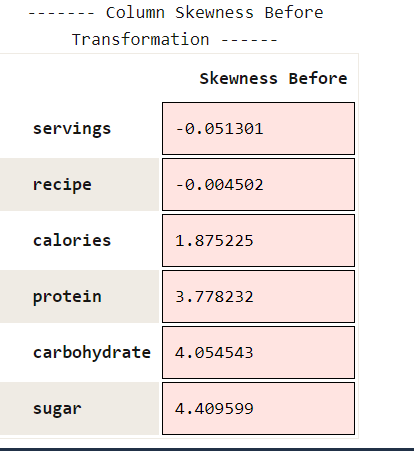 ------- Column Skewness Before
Transformation ------
Skewness Before
servings -0.051301
recipe -0.004502
calories 1.875225
protein 3.778232
carbohydrate 4.054543
sugar 4.409599